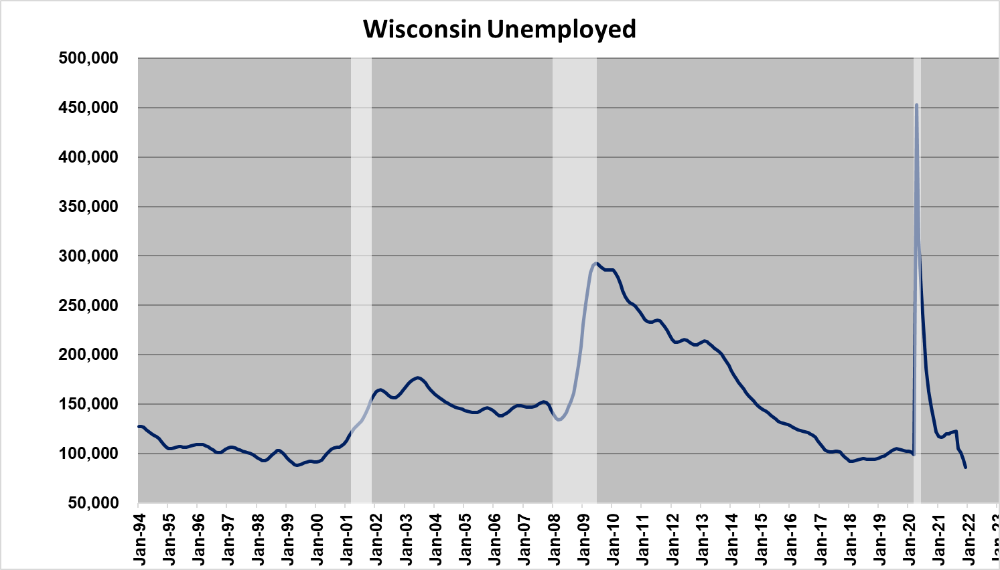 Wisconsin Unemployed
500,000
450,000
400,000
350,000
300,000
250,000
200,000
150,000
100,000
50,000
Jan-94
Jan-95
Jan-96
Jan-97
Jan-98
Jan-99
Jan-00
Jan-01
Jan-02
Jan-03
Jan-04
Jan-05
Jan-06
Jan-07
Jan-08
Jan-09
Jan-10
Jan-11
Jan-12
Jan-13
Jan-14
Jan-15
Jan-16
Jan-17
Jan-18
Jan-19
Jan-20
Jan-21
Jan-22